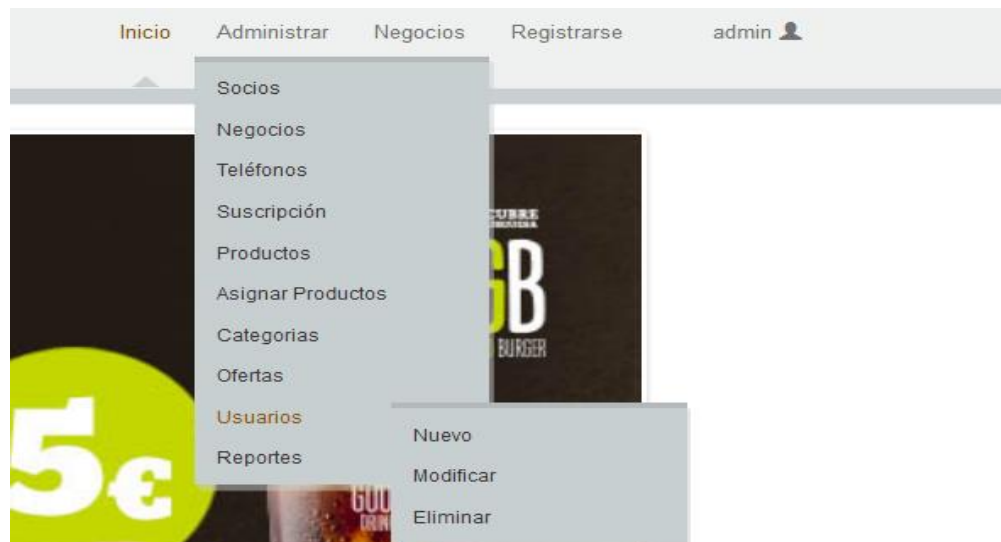 Inicio Administrar Negocios Registrarse admin
Socios
Negocios
Teléfonos
Suscripción
Productos
Asignar Productos
Categorias
Ofertas
Usuarios
Reportes
Nuevo
Modificar
Eliminar
GB
BURGER
5€